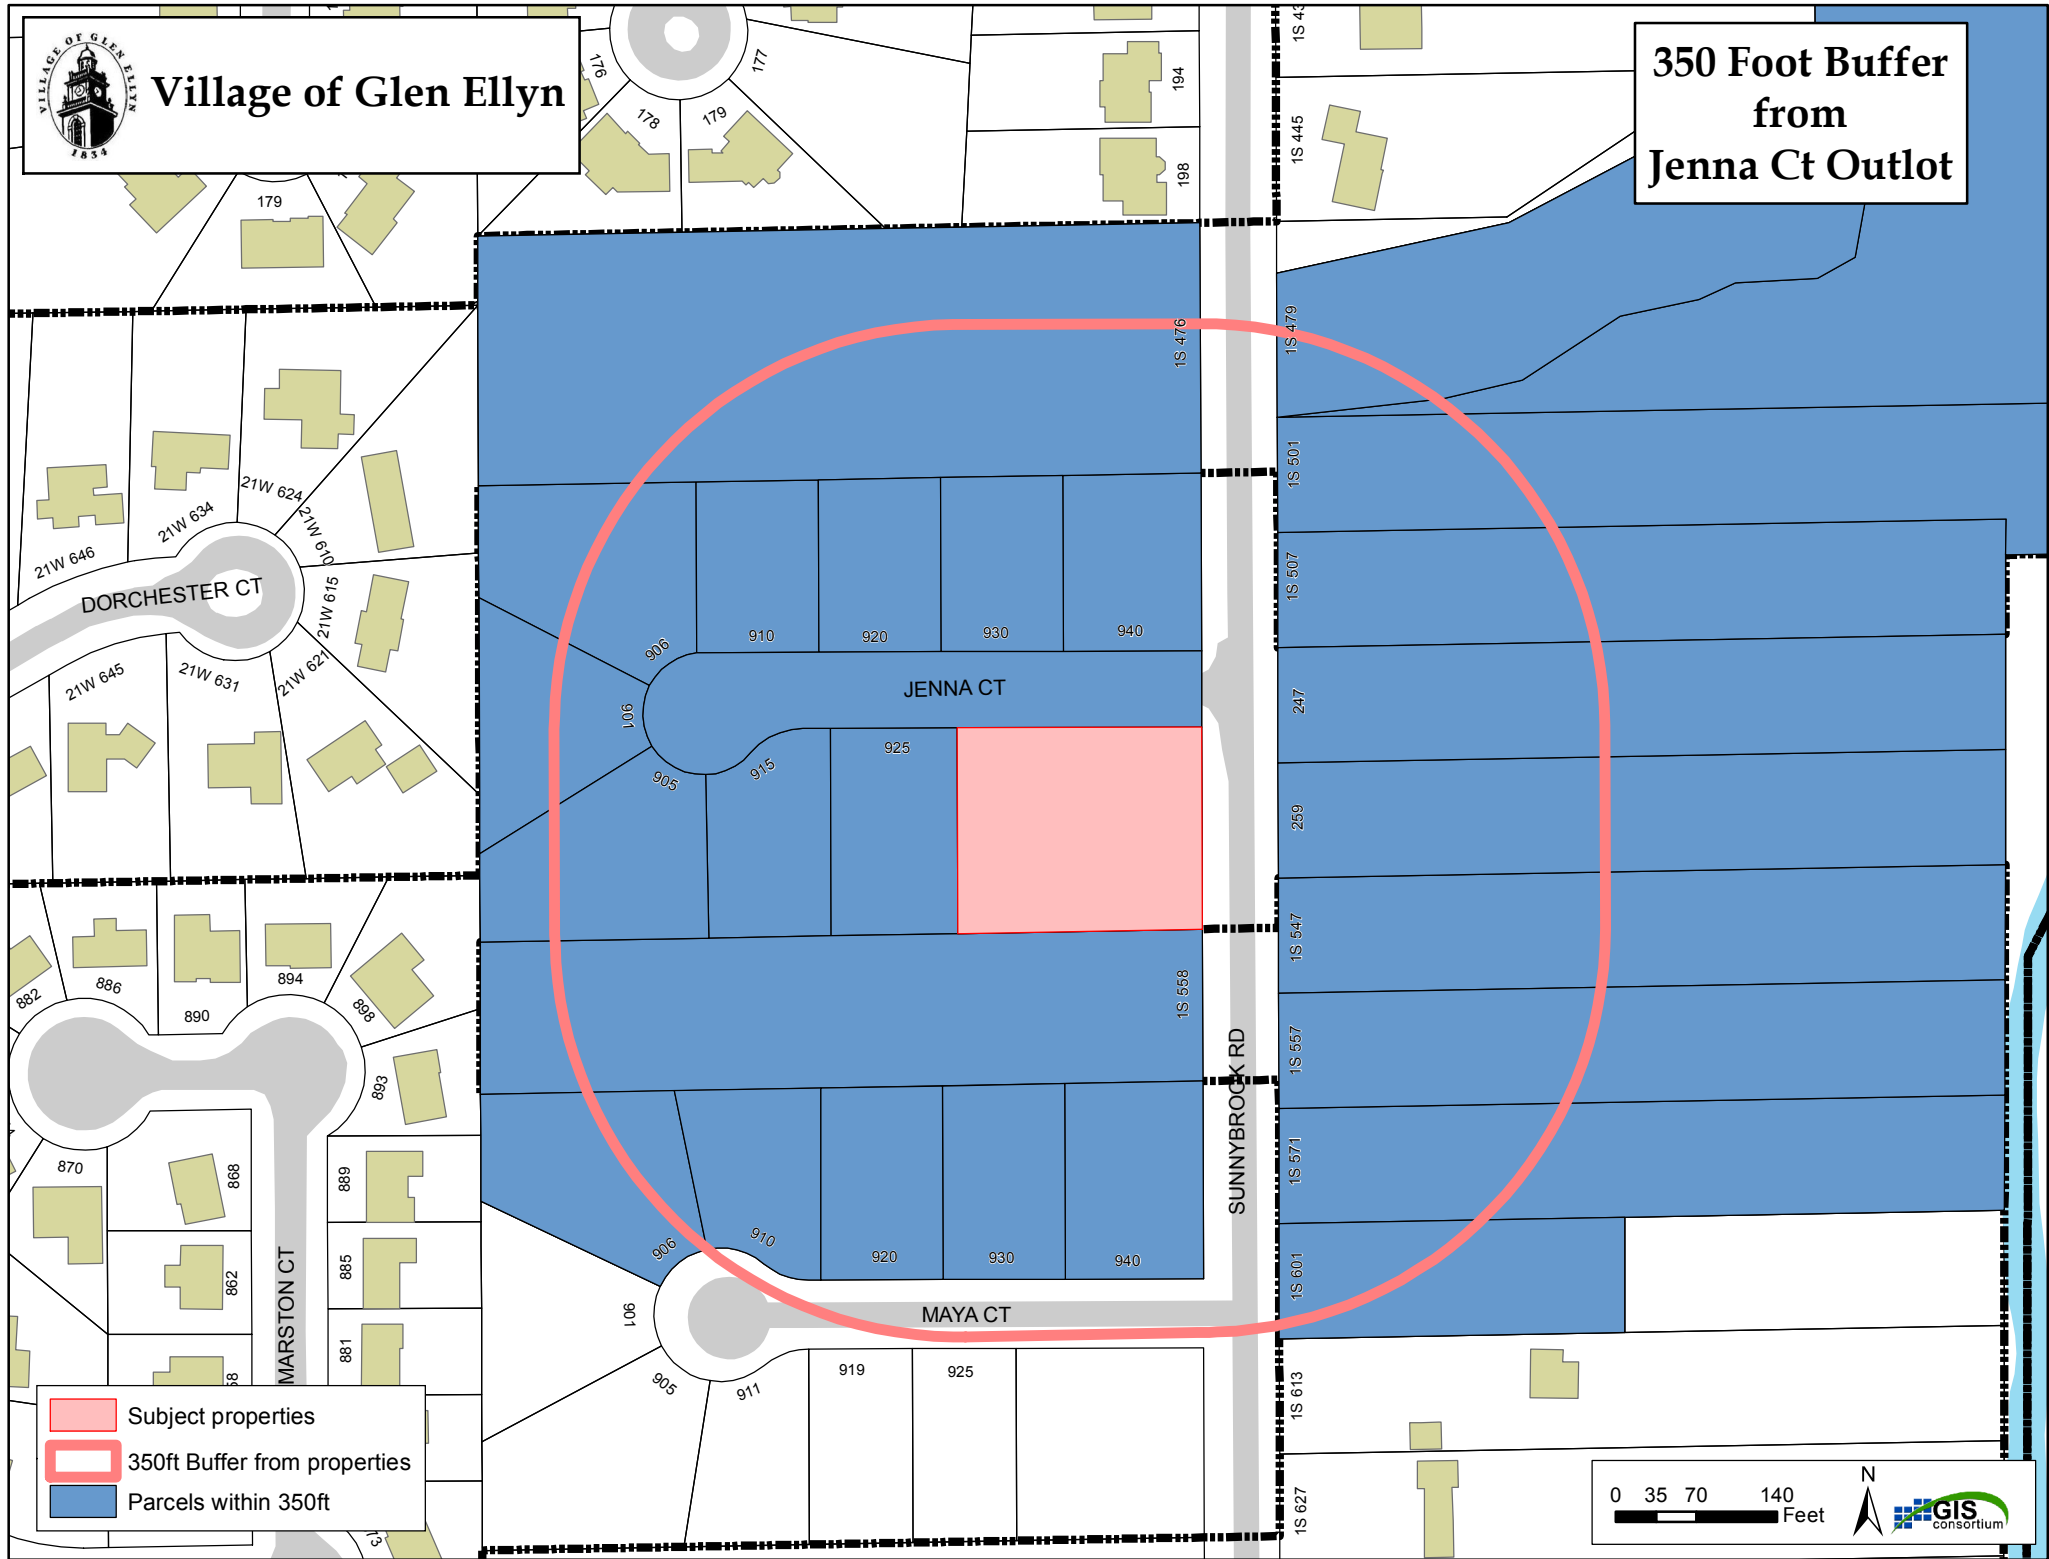 VILLAGE OF GLEN ELLYN
1834
Village of Glen Ellyn
350 Foot Buffer
from
Jenna Ct Outlot
176
177
178
179
194
198
179
1S 445
1S 476
1S 479
1S 501
1S 507
247
259
1S 547
1S 557
1S 571
1S 601
1S 613
1S 627
21W 624
21W 634
21W 610
21W 646
DORCHESTER CT
21W 615
21W 645
21W 631
21W 621
906
910
920
930
940
JENNA CT
901
905
915
925
1S 558
SUNNYBROOK RD
882
886
890
894
898
893
870
868
889
862
885
881
MARSTON CT
906
910
920
930
940
901
MAYA CT
905
911
919
925
Subject properties
350ft Buffer from properties
Parcels within 350ft
0 35 70 140
Feet
N
GIS
consortium